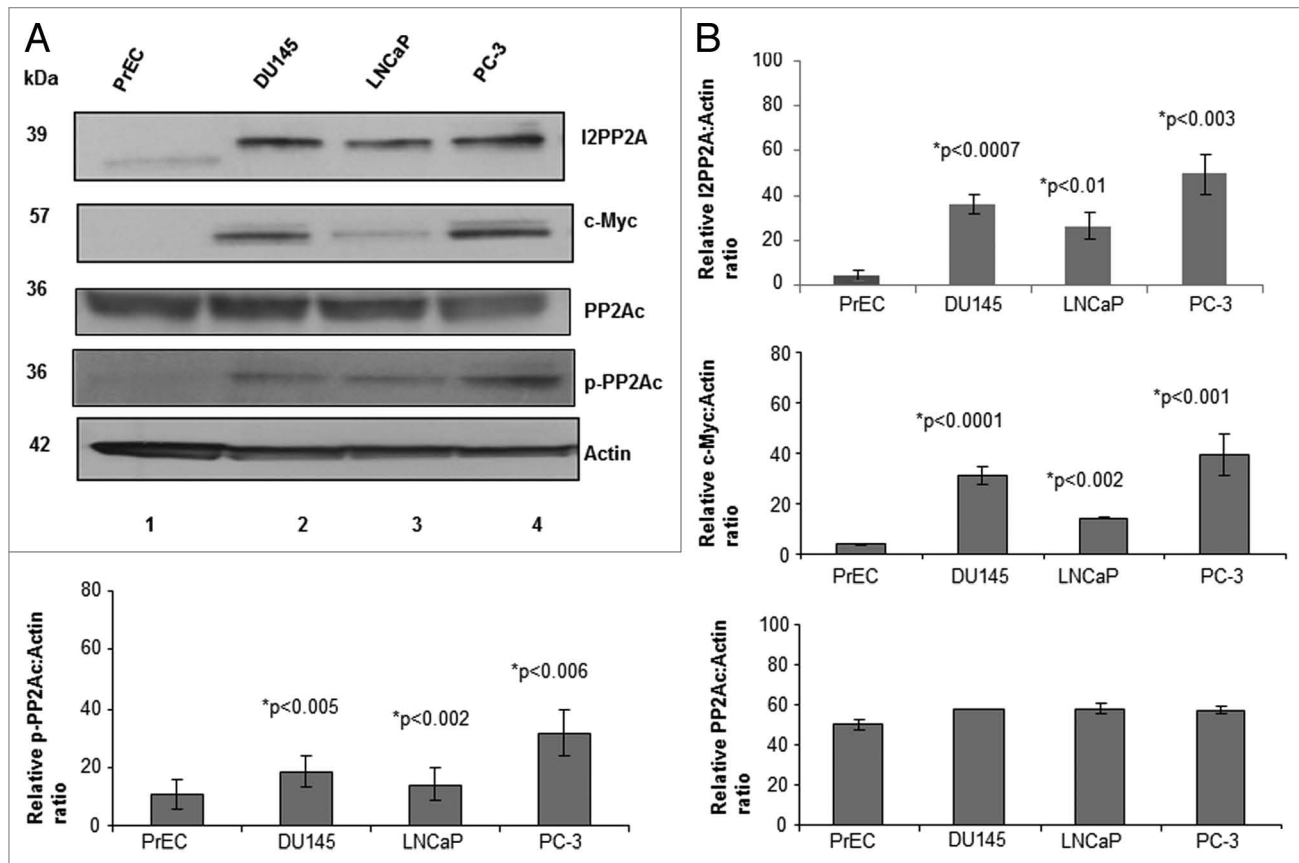 A
kDa
PrEC
DU145
LNCaP
PC-3
39
I2PP2A
57
c-Myc
36
PP2Ac
36
p-PP2Ac
42
Actin
1 2 3 4
B
Relative I2PP2A:Actin
ratio
100
80
60
40
20
0
*p<0.0007
*p<0.01
*p<0.003
PrEC DU145 LNCaP PC-3
Relative c-Myc:Actin
ratio
80
60
40
20
0
*p<0.0001
*p<0.002
*p<0.001
PrEC DU145 LNCaP PC-3
Relative p-PP2Ac:Actin
ratio
80
60
40
20
0
*p<0.005
*p<0.002
*p<0.006
PrEC DU145 LNCaP PC-3
Relative PP2Ac:Actin
ratio
100
80
60
40
20
0
PrEC DU145 LNCaP PC-3